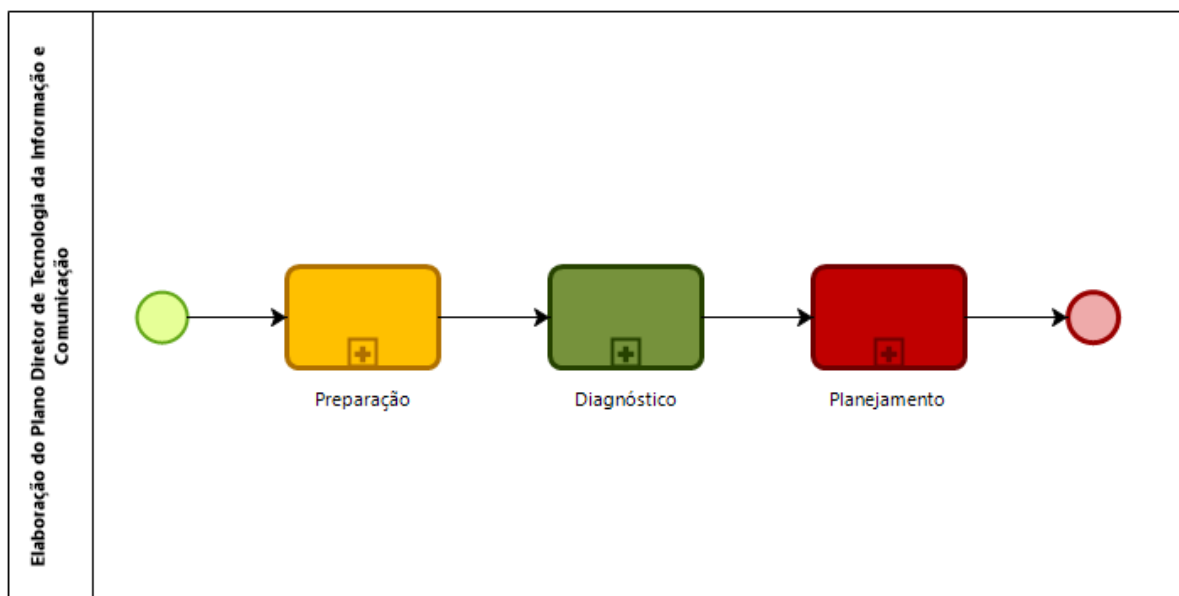 Elaboração do Plano Diretor de Tecnologia da Informação e
Comunicação
Preparação
Diagnóstico
Planejamento